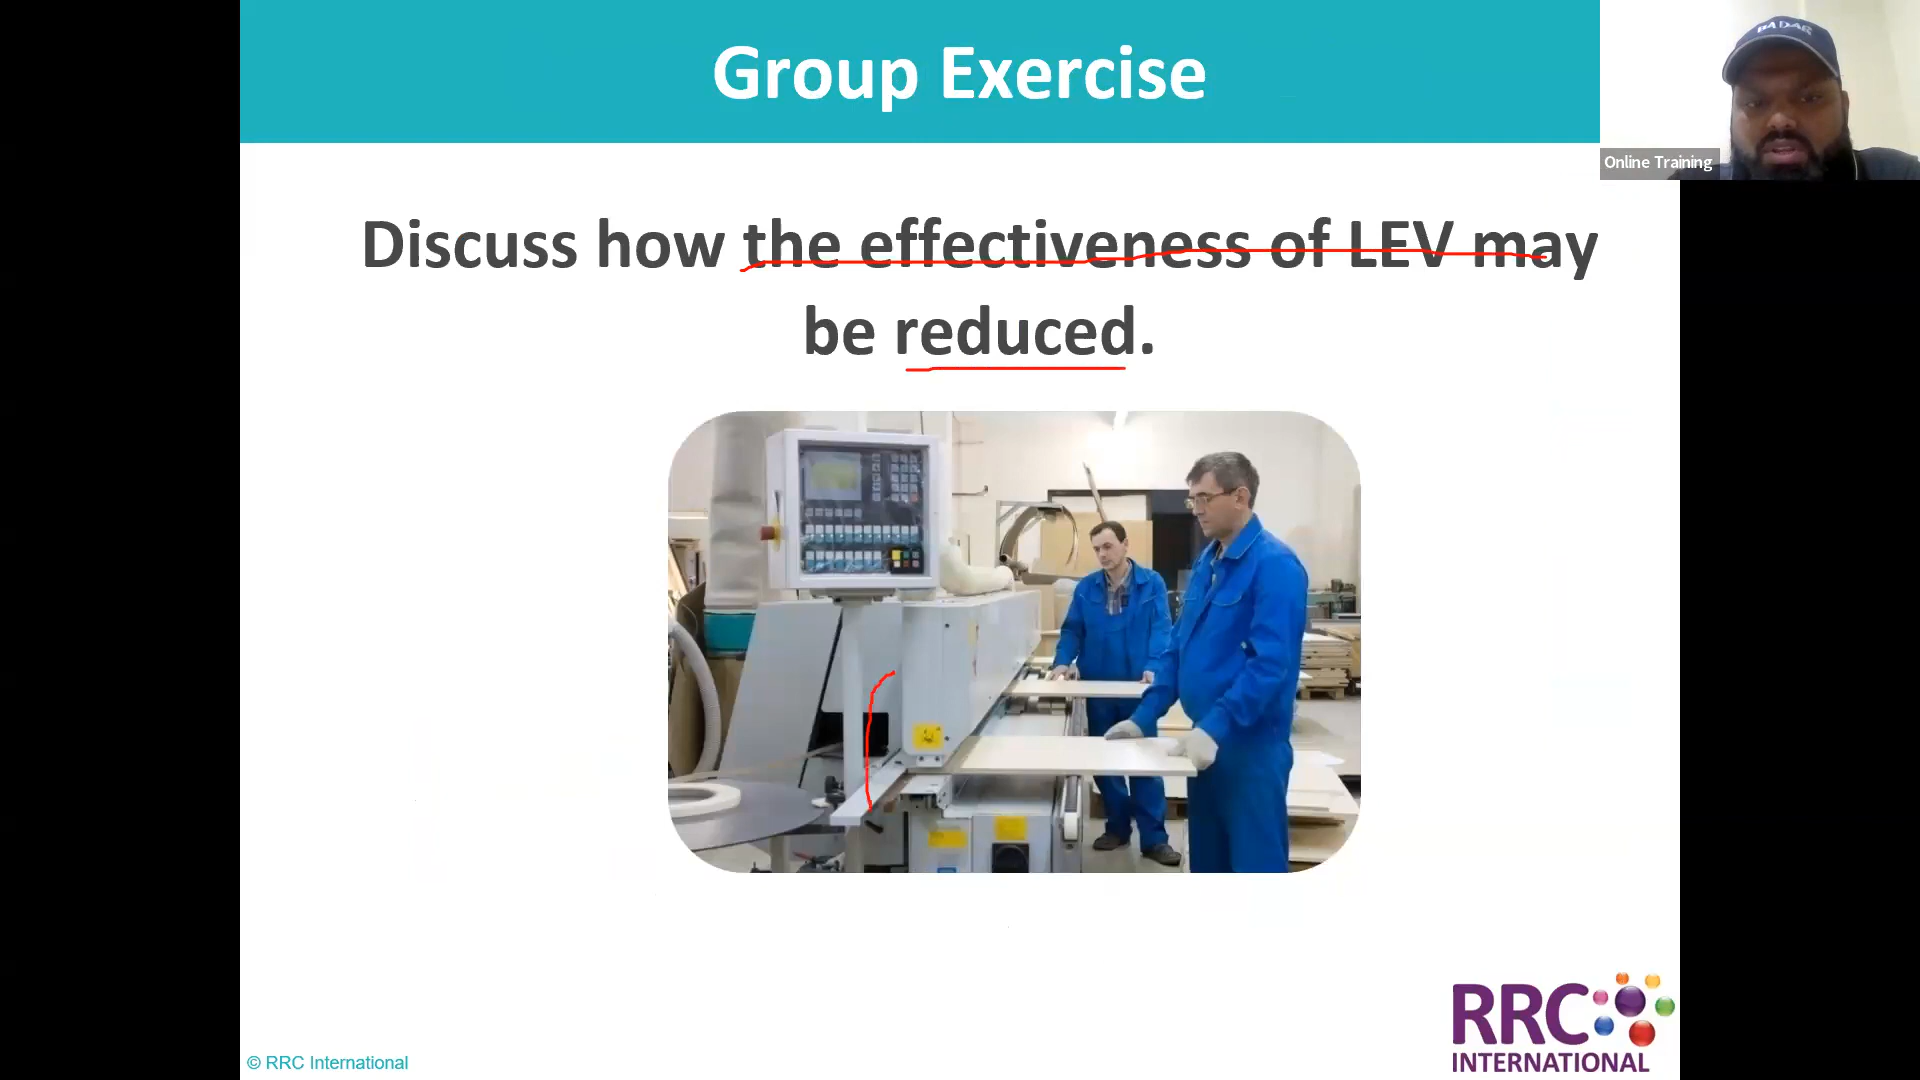 Group Exercise
Online Training
Discuss how the effectiveness of LEV may
be reduced.
RRC
INTERNATIONAL
© RRC International